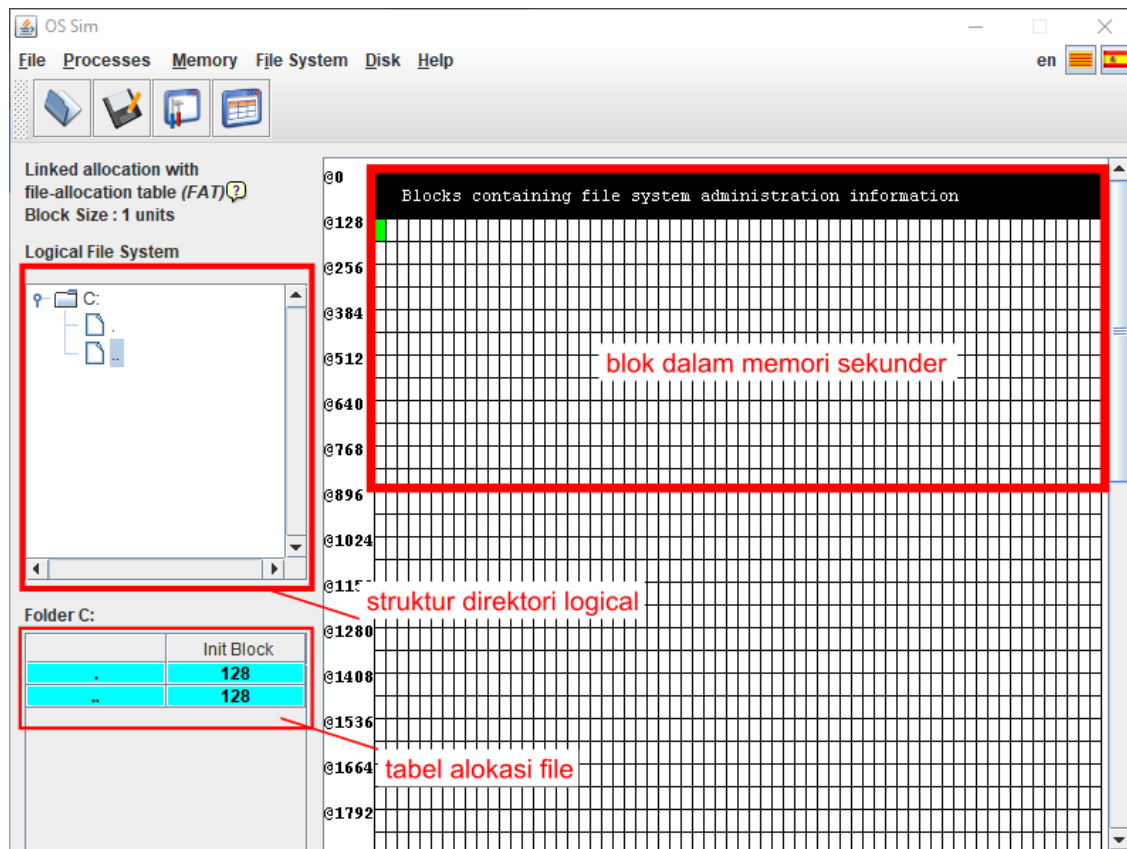 OS Sim
File Processes Memory File System Disk Help en
Linked allocation with
file-allocation table (FAT) ?
Block Size : 1 units
Logical File System
C:
.
..
Folder C:
Init Block
. 128
.. 128
@0
Blocks containing file system administration information
@128
@256
@384
@512
blok dalam memori sekunder
@640
@768
@896
@1024
struktur direktori logical
@1280
@1408
@1536
tabel alokasi file
@1664
@1792